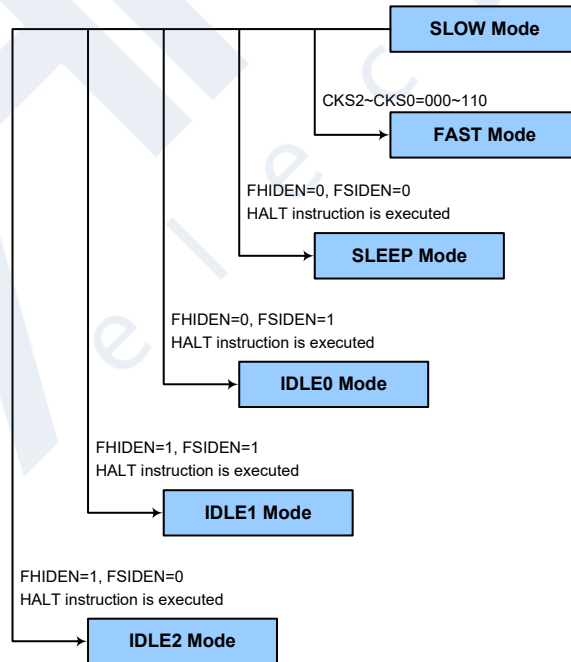 SLOW Mode
CKS2~CKS0=000~110
FAST Mode
FHIDEN=0, FSIDEN=0
HALT instruction is executed
SLEEP Mode
FHIDEN=0, FSIDEN=1
HALT instruction is executed
IDLE0 Mode
FHIDEN=1, FSIDEN=1
HALT instruction is executed
IDLE1 Mode
FHIDEN=1, FSIDEN=0
HALT instruction is executed
IDLE2 Mode